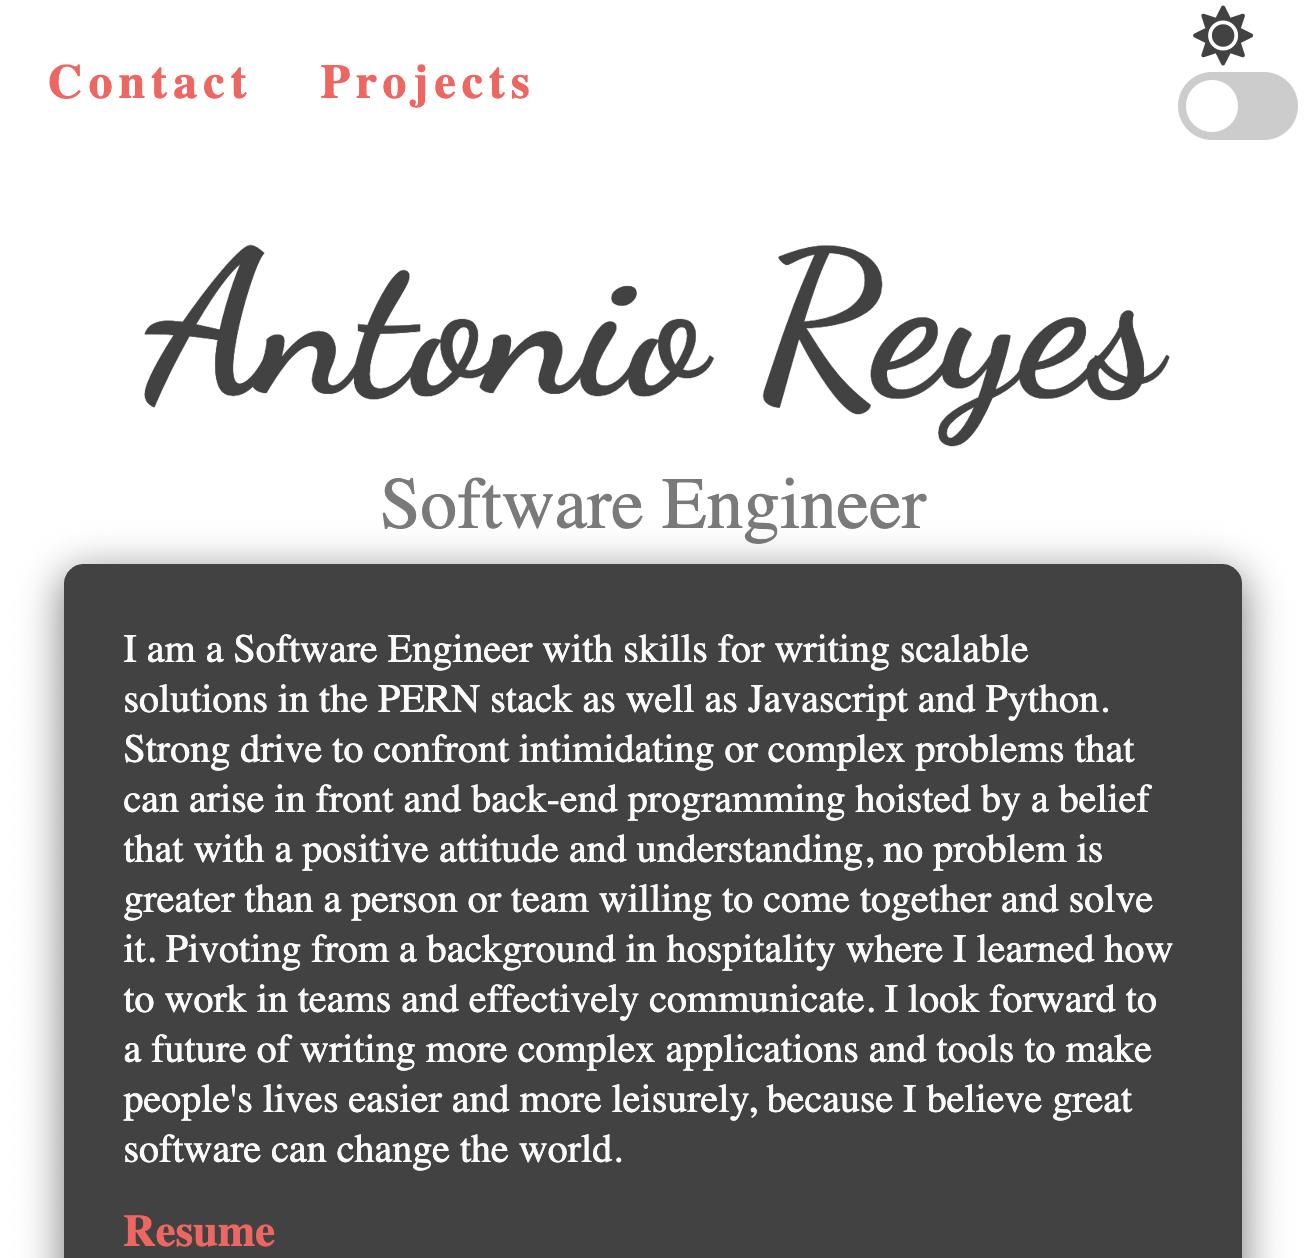 Contact Projects
Antonio Reyes
Software Engineer
I am a Software Engineer with skills for writing scalable
solutions in the PERN stack as well as Javascript and Python.
Strong drive to confront intimidating or complex problems that
can arise in front and back-end programming hoisted by a belief
that with a positive attitude and understanding, no problem is
greater than a person or team willing to come together and solve
it. Pivoting from a background in hospitality where I learned how
to work in teams and effectively communicate. I look forward to
a future of writing more complex applications and tools to make
people's lives easier and more leisurely, because I believe great
software can change the world.
Resume